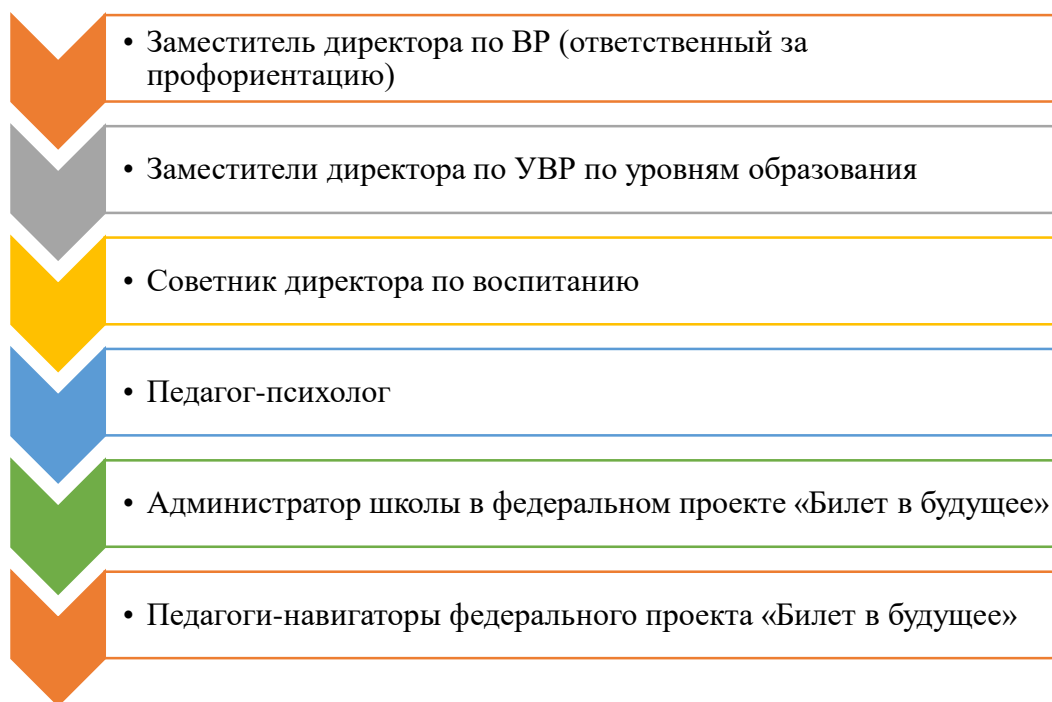 • Заместитель директора по ВР (ответственный за
профориентацию)
• Заместители директора по УВР по уровням образования
• Советник директора по воспитанию
• Педагог-психолог
• Администратор школы в федеральном проекте «Билет в будущее»
• Педагоги-навигаторы федерального проекта «Билет в будущее»